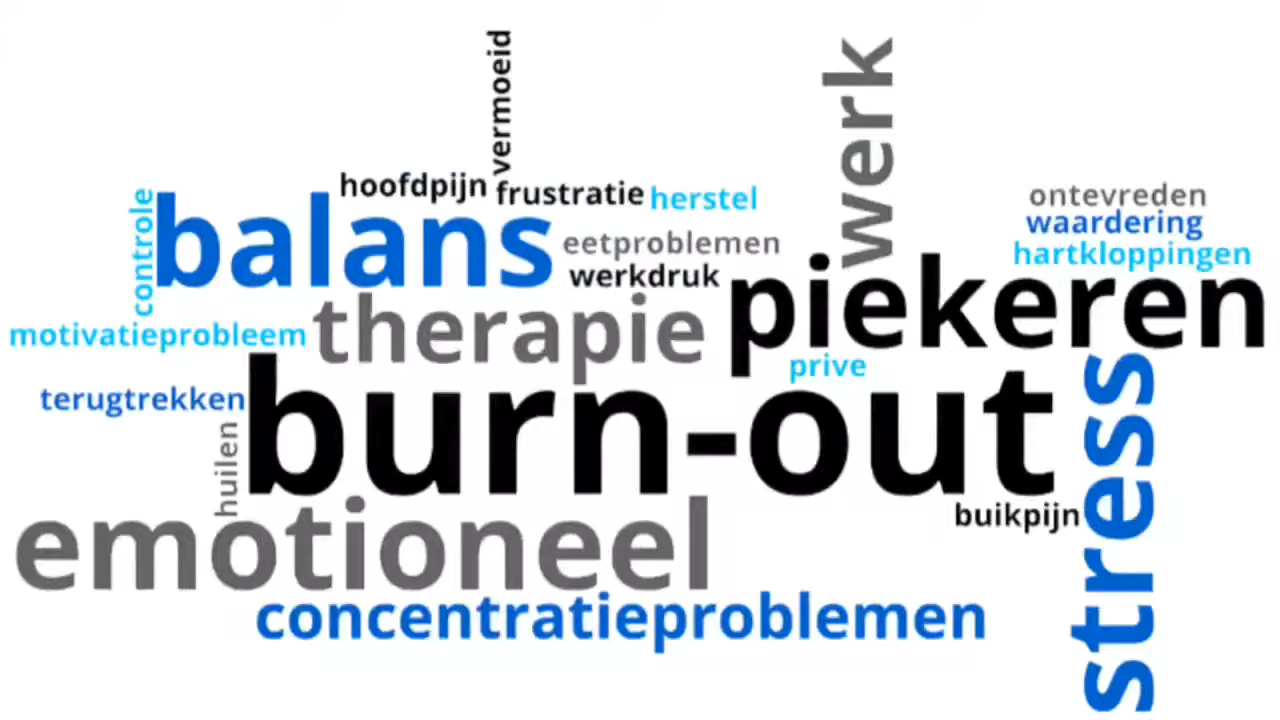 vermoeid
werk
hoofdpijn
frustratie
herstel
controle
balans
ontevreden
waardering
eetproblemen
hartkloppingen
werkdruk
piekeren
motivatieprobleem
therapie
prive
terugtrekken
burn-out
stress
huilen
buikpijn
emotioneel
concentratieproblemen